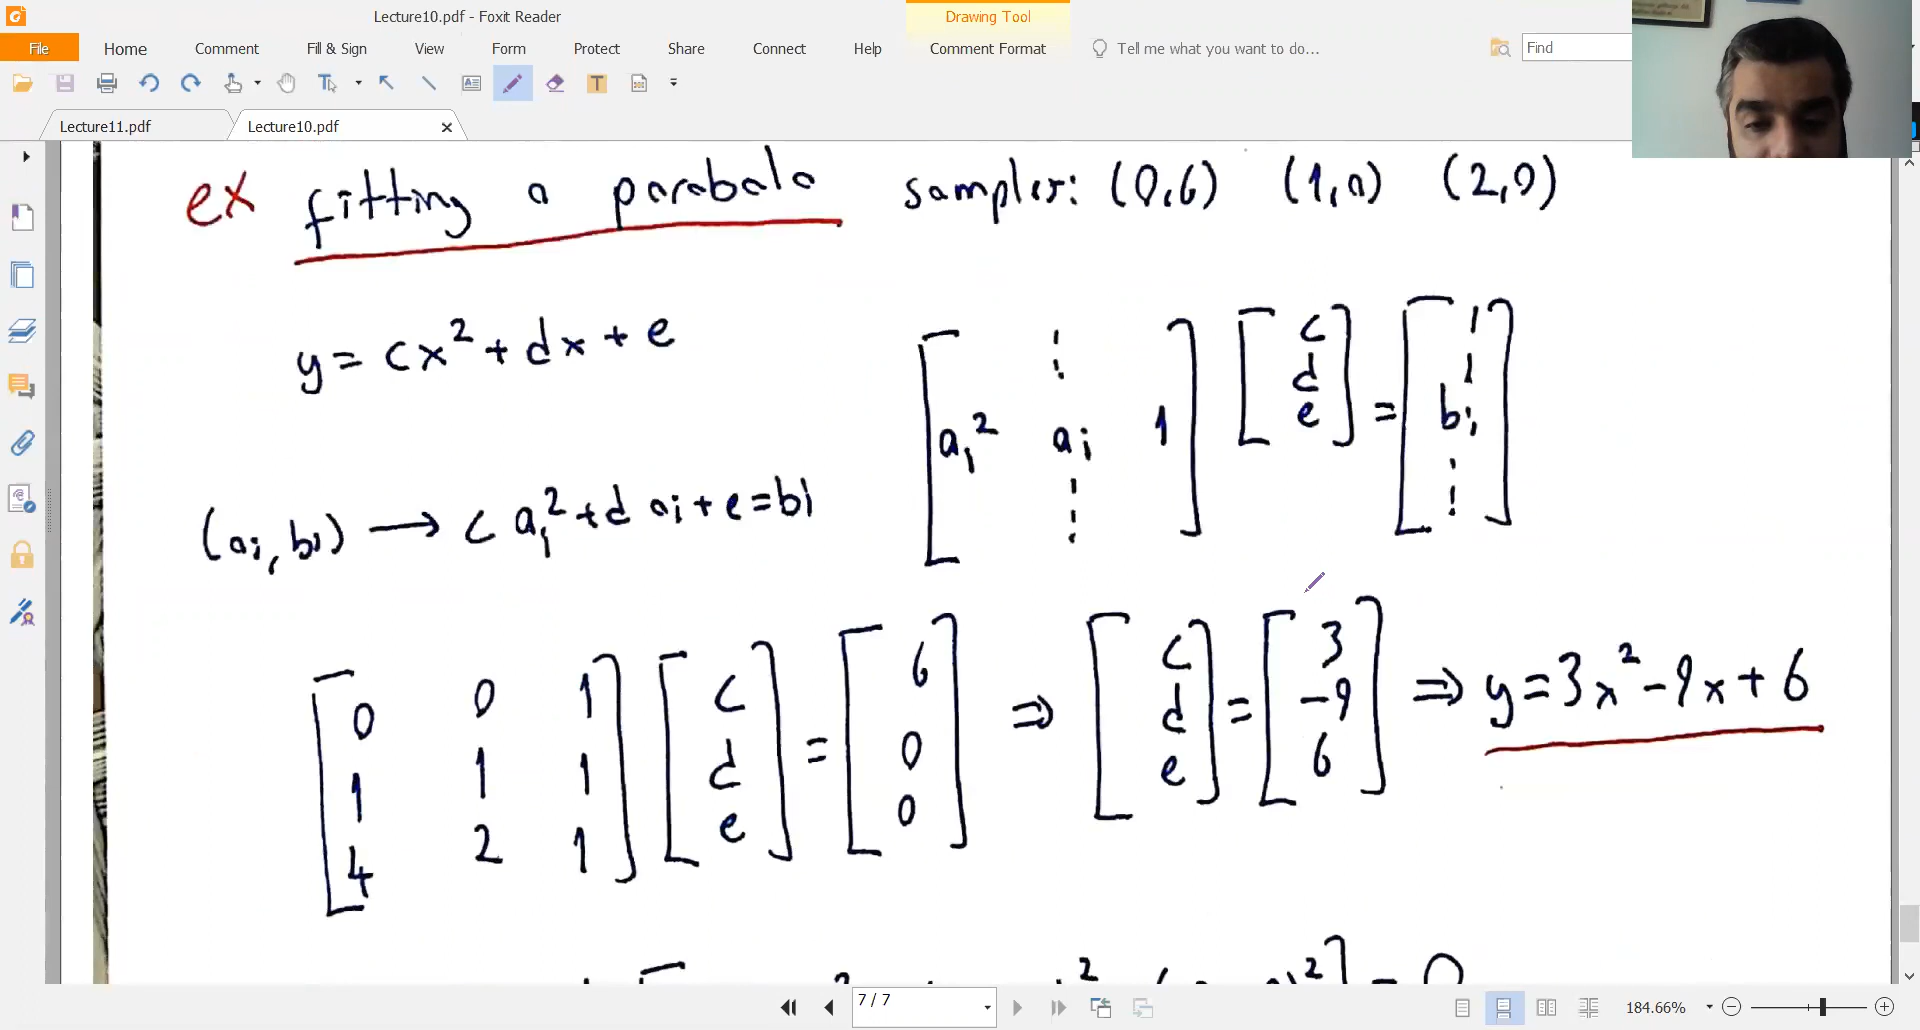 Lecture10.pdf - Foxit Reader
Drawing Tool
File Home Comment Fill & Sign View Form Protect Share Connect Help Comment Format Tell me what you want to do... Find
Lecture11.pdf Lecture10.pdf
ex fitting a parabola samples: (0,6) (1,0) (2,0)
y = cx² + dx + e
[ai² ai 1] [c d e] = [bi]
(ai, bi) → c ai² + d ai + e = bi
[0 0 1
1 1 1
4 2 1] [c d e] = [6 0 0] ⇒ [c d e] = [3 -9 6] ⇒ y = 3x² - 9x + 6
7 / 7
184.66%